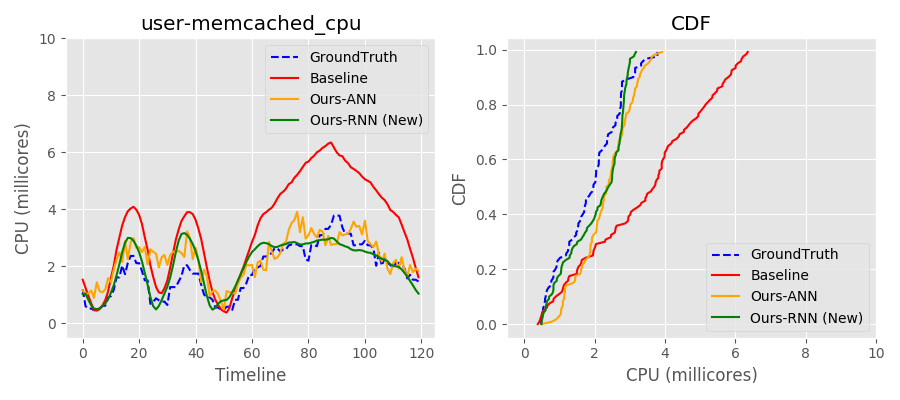 user-memcached_cpu
CPU (millicores)
10
8
6
4
2
0
GroundTruth
Baseline
Ours-ANN
Ours-RNN (New)
0 20 40 60 80 100 120
Timeline
CDF
CDF
1.0
0.8
0.6
0.4
0.2
0.0
GroundTruth
Baseline
Ours-ANN
Ours-RNN (New)
0 2 4 6 8 10
CPU (millicores)